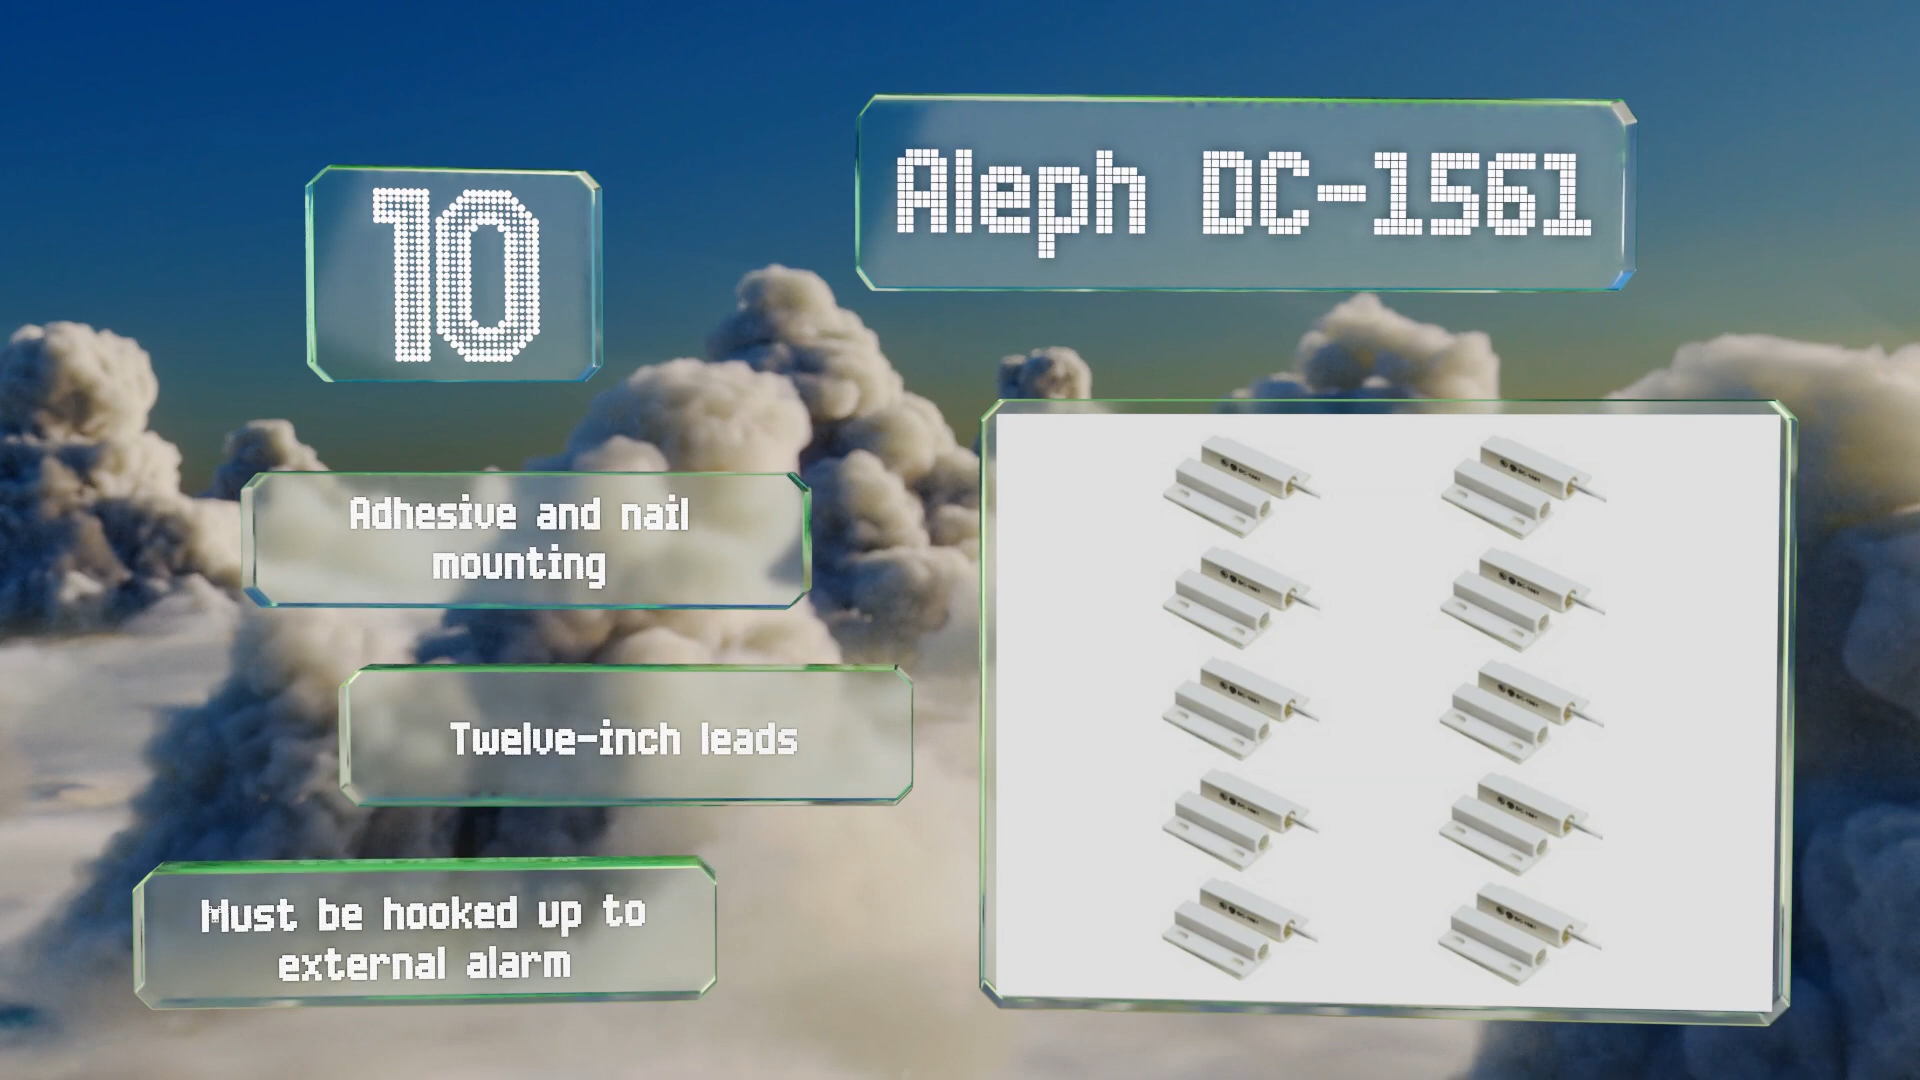 10
Aleph DC-1561
Adhesive and nail
mounting
Twelve-inch leads
Must be hooked up to
external alarm